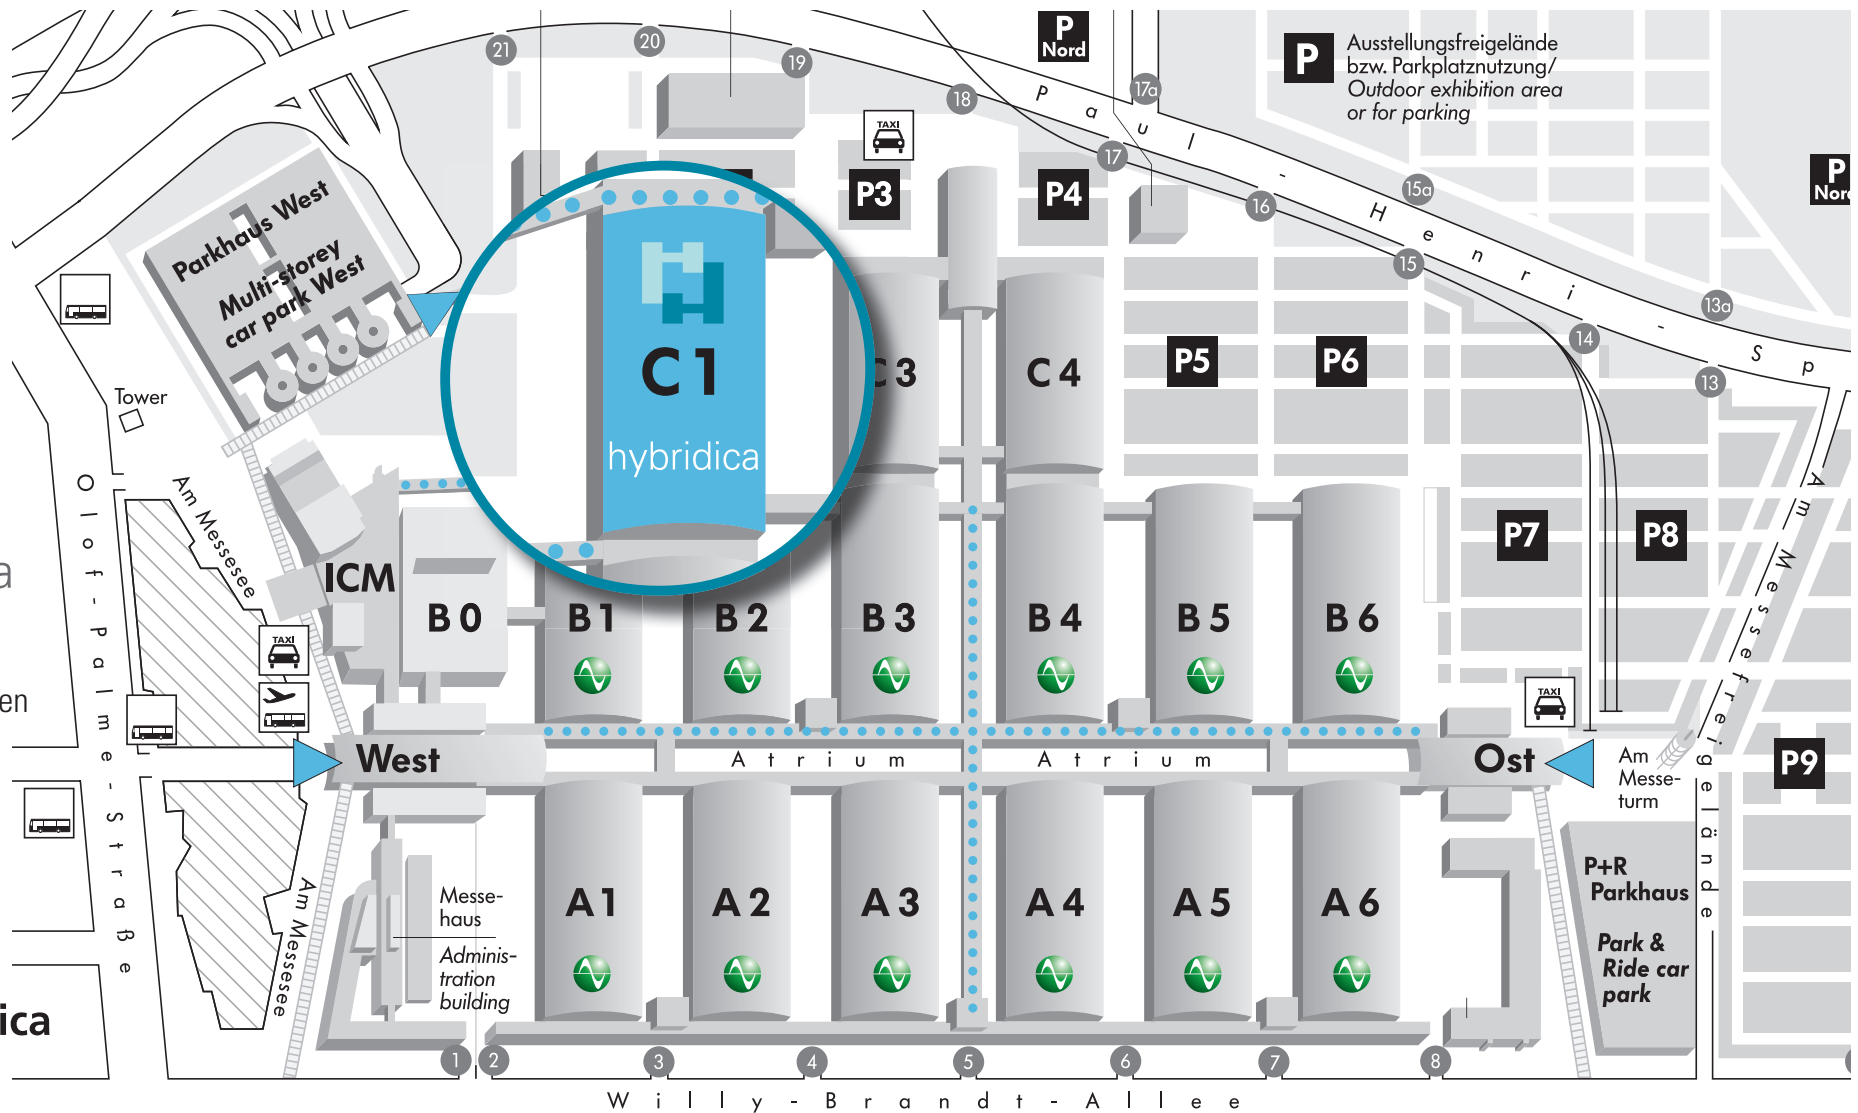 21
20
19
18
17a
17
16
15a
15
14
13a
13
P
Nord
P
Ausstellungsfreigelände
bzw. Parkplatznutzung/
Outdoor exhibition area
or for parking
P
Nord
TAXI
P3
P4
Paul-Henri-Sp
Parkhaus West
Multi-storey
car park West
C1
hybridica
C3
C4
P5
P6
Tower
Olof-Palme-Straße
Am Messesee
ICM
B0
B1
B2
B3
B4
B5
B6
P7
P8
Am Messefreigelände
a
TAXI
en
TAXI
West
Atrium
Atrium
Ost
Am
Messe-
turm
P9
A1
A2
A3
A4
A5
A6
Messe-
haus
Adminis-
tration
building
Am Messesee
P+R
Parkhaus
Park &
Ride car
park
ica
1
2
3
4
5
6
7
8
Willy-Brandt-Allee